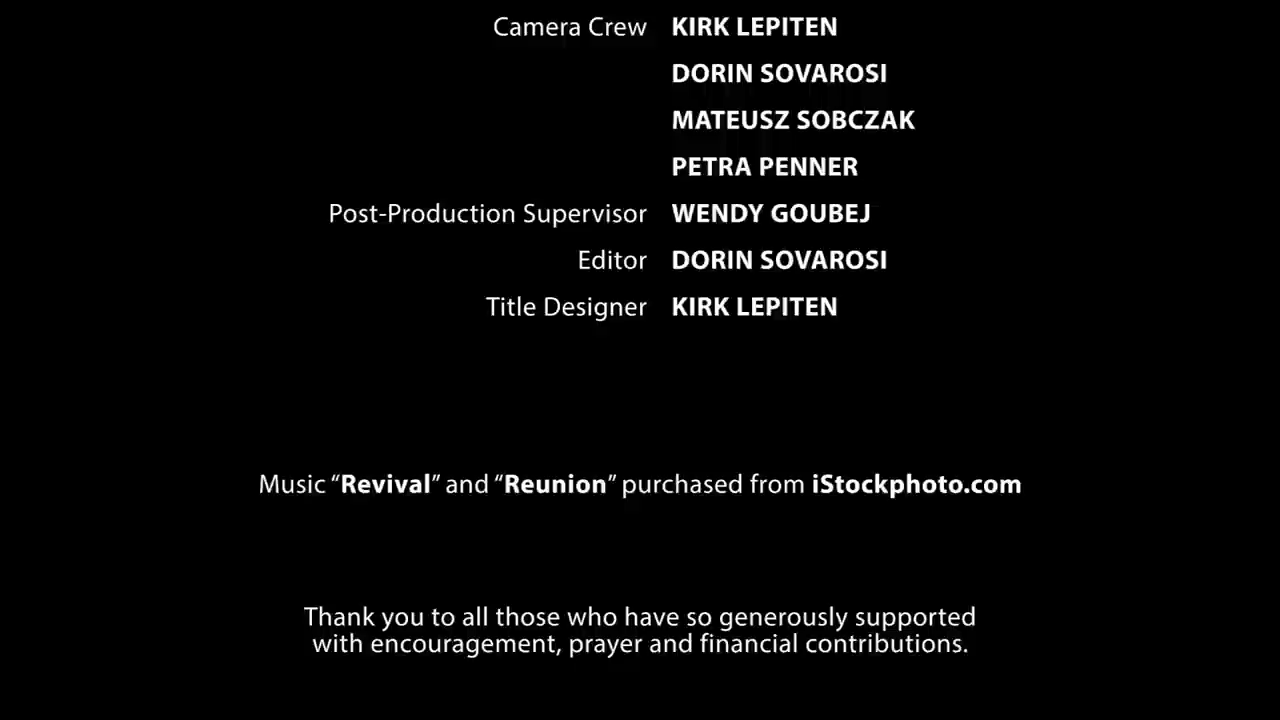 Camera Crew KIRK LEPITEN
DORIN SOVAROSI
MATEUSZ SOBCZAK
PETRA PENNER
Post-Production Supervisor WENDY GOUBEJ
Editor DORIN SOVAROSI
Title Designer KIRK LEPITEN
Music “Revival” and “Reunion” purchased from iStockphoto.com
Thank you to all those who have so generously supported
with encouragement, prayer and financial contributions.